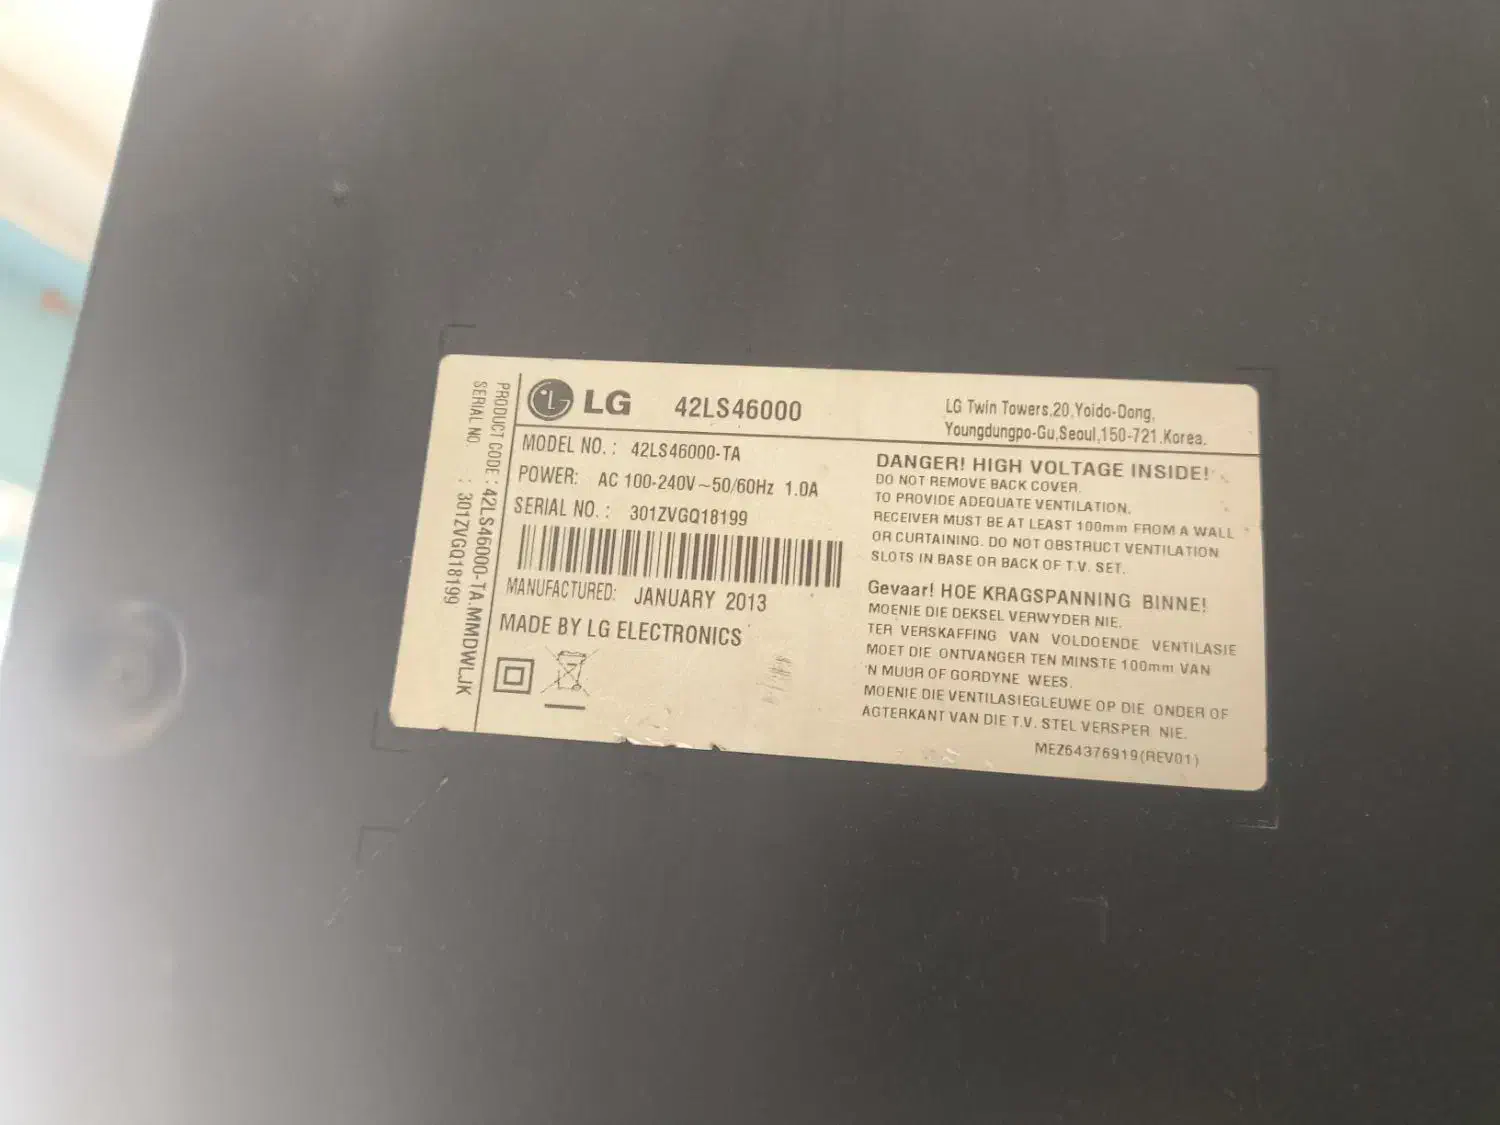 LG 42LS46000
LG Twin Towers,20,Yoido-Dong,
Youngdungpo-Gu,Seoul,150-721,Korea.
MODEL NO. : 42LS46000-TA
POWER: AC 100-240V~50/60Hz 1.0A
SERIAL NO. : 301ZVGQ18199
MANUFACTURED: JANUARY 2013
MADE BY LG ELECTRONICS
DANGER! HIGH VOLTAGE INSIDE!
DO NOT REMOVE BACK COVER.
TO PROVIDE ADEQUATE VENTILATION,
RECEIVER MUST BE AT LEAST 100mm FROM A WALL
OR CURTAINING. DO NOT OBSTRUCT VENTILATION
SLOTS IN BASE OR BACK OF T.V. SET.
Gevaar! HOE KRAGSPANNING BINNE!
MOENIE DIE DEKSEL VERWYDER NIE.
TER VERSKAFFING VAN VOLDOENDE VENTILASIE
MOET DIE ONTVANGER TEN MINSTE 100mm VAN
'N MUUR OF GORDYNE WEES.
MOENIE DIE VENTILASIEGLEUWE OP DIE ONDER OF
AGTERKANT VAN DIE T.V. STEL VERSPER NIE.
MEZ64376919(REV01)
PRODUCT CODE : 42LS46000-TA.MMDWLJK
SERIAL NO. : 301ZVGQ18199